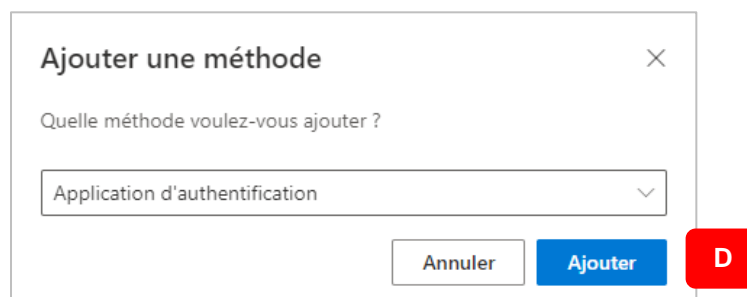 Ajouter une méthode
Quelle méthode voulez-vous ajouter ?
Application d'authentification
Annuler Ajouter D